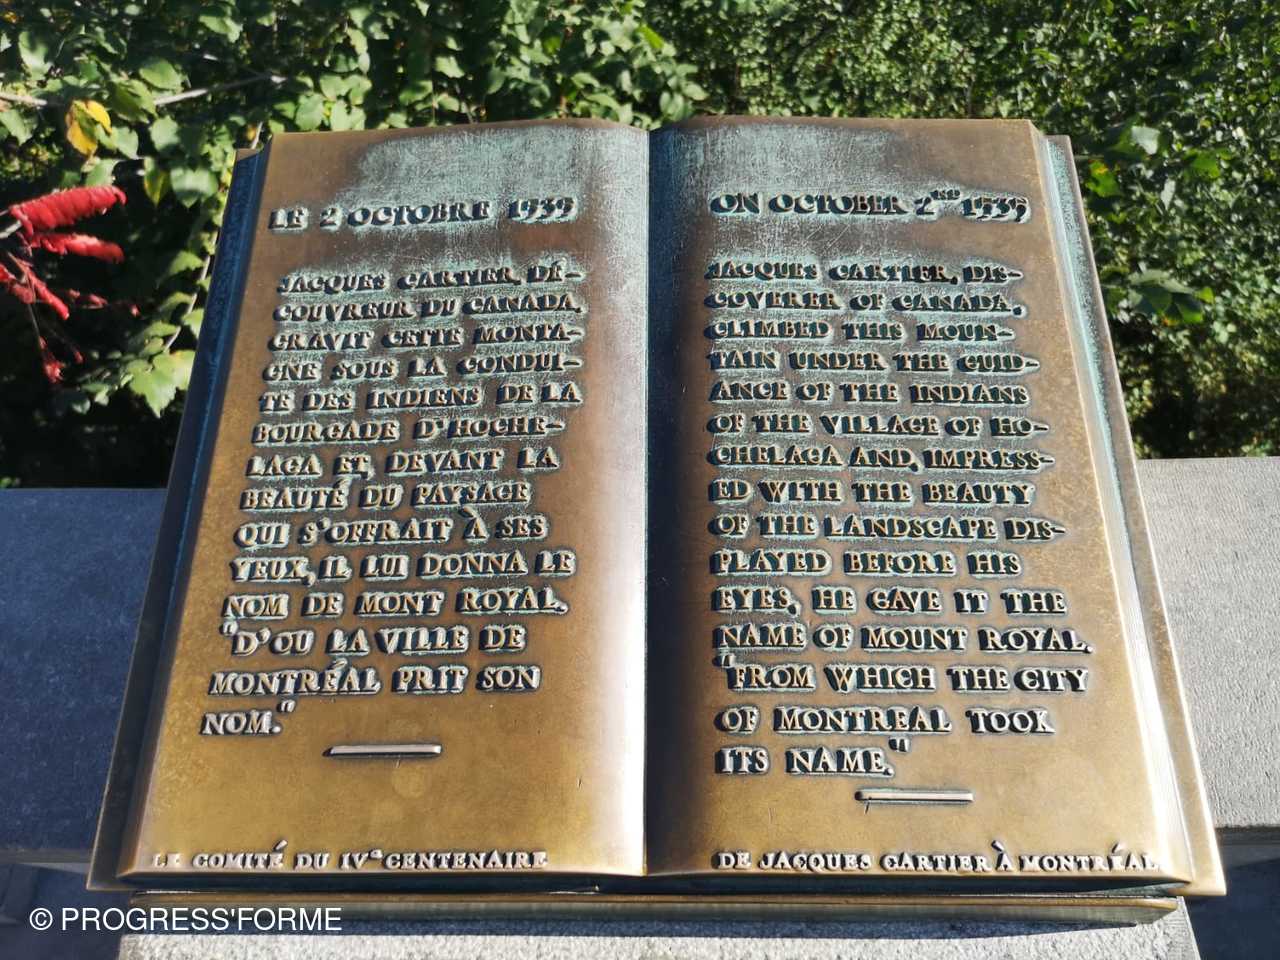 LE 2 OCTOBRE 1535
JACQUES CARTIER, DÉ-
COUVREUR DU CANADA,
GRAVIT CETTE MONTA-
GNE SOUS LA CONDUI-
TE DES INDIENS DE LA
BOURGADE D'HOCHE-
LAGA ET, DEVANT LA
BEAUTÉ DU PAYSAGE
QUI S'OFFRAIT À SES
YEUX, IL LUI DONNA LE
NOM DE MONT ROYAL.
"D'OU LA VILLE DE
MONTRÉAL PRIT SON
NOM."
LE COMITÉ DU IVe CENTENAIRE
ON OCTOBER 2ND 1535
JACQUES CARTIER, DIS-
COVERER OF CANADA,
CLIMBED THIS MOUN-
TAIN UNDER THE GUID-
ANCE OF THE INDIANS
OF THE VILLAGE OF HO-
CHELAGA AND, IMPRESS-
ED WITH THE BEAUTY
OF THE LANDSCAPE DIS-
PLAYED BEFORE HIS
EYES, HE GAVE IT THE
NAME OF MOUNT ROYAL.
"FROM WHICH THE CITY
OF MONTREAL TOOK
ITS NAME."
DE JACQUES CARTIER À MONTRÉAL
© PROGRESS'FORME